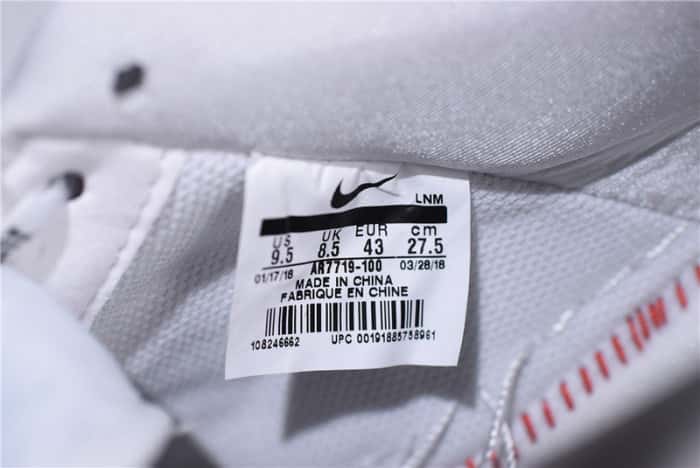 LNM
US UK EUR cm
9.5 8.5 43 27.5
01/17/18 AR7719-100 03/28/18
MADE IN CHINA
FABRIQUE EN CHINE
108246662 UPC 00191885758961